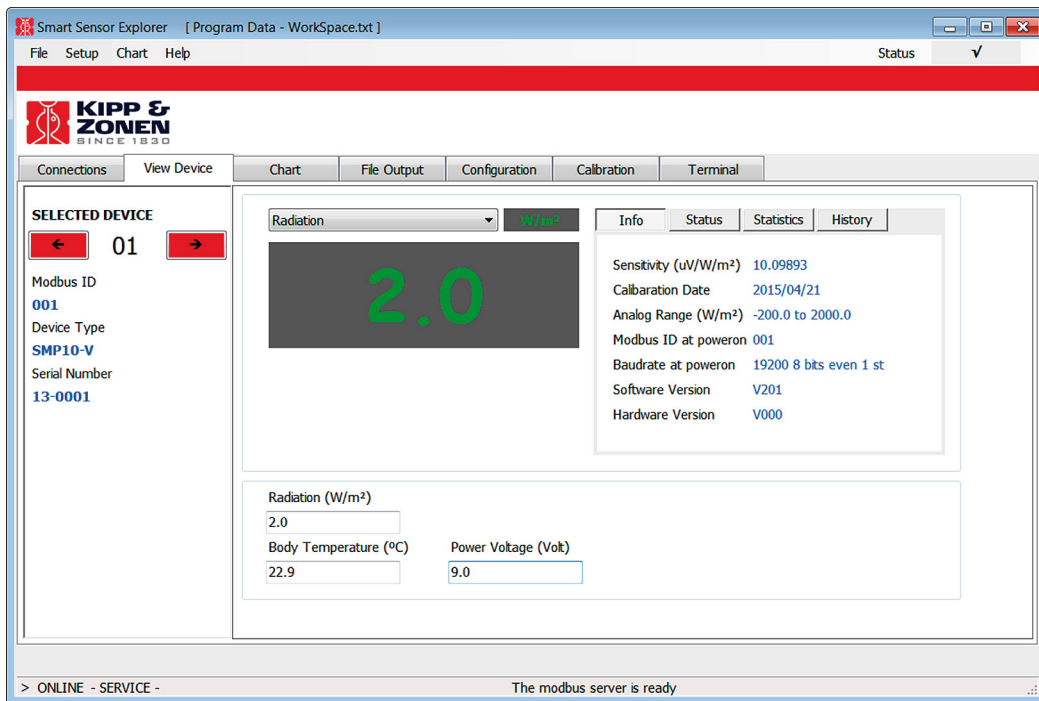 Smart Sensor Explorer [ Program Data - WorkSpace.txt ]
File Setup Chart Help Status √
KIPP &
ZONEN
SINCE 1830
Connections View Device Chart File Output Configuration Calibration Terminal
SELECTED DEVICE
← 01 →
Modbus ID
001
Device Type
SMP10-V
Serial Number
13-0001
Radiation W/m²
2.0
Info Status Statistics History
Sensitivity (uV/W/m²) 10.09893
Calibaration Date 2015/04/21
Analog Range (W/m²) -200.0 to 2000.0
Modbus ID at poweron 001
Baudrate at poweron 19200 8 bits even 1 st
Software Version V201
Hardware Version V000
Radiation (W/m²)
2.0
Body Temperature (ºC) Power Voltage (Volt)
22.9 9.0
> ONLINE - SERVICE - The modbus server is ready